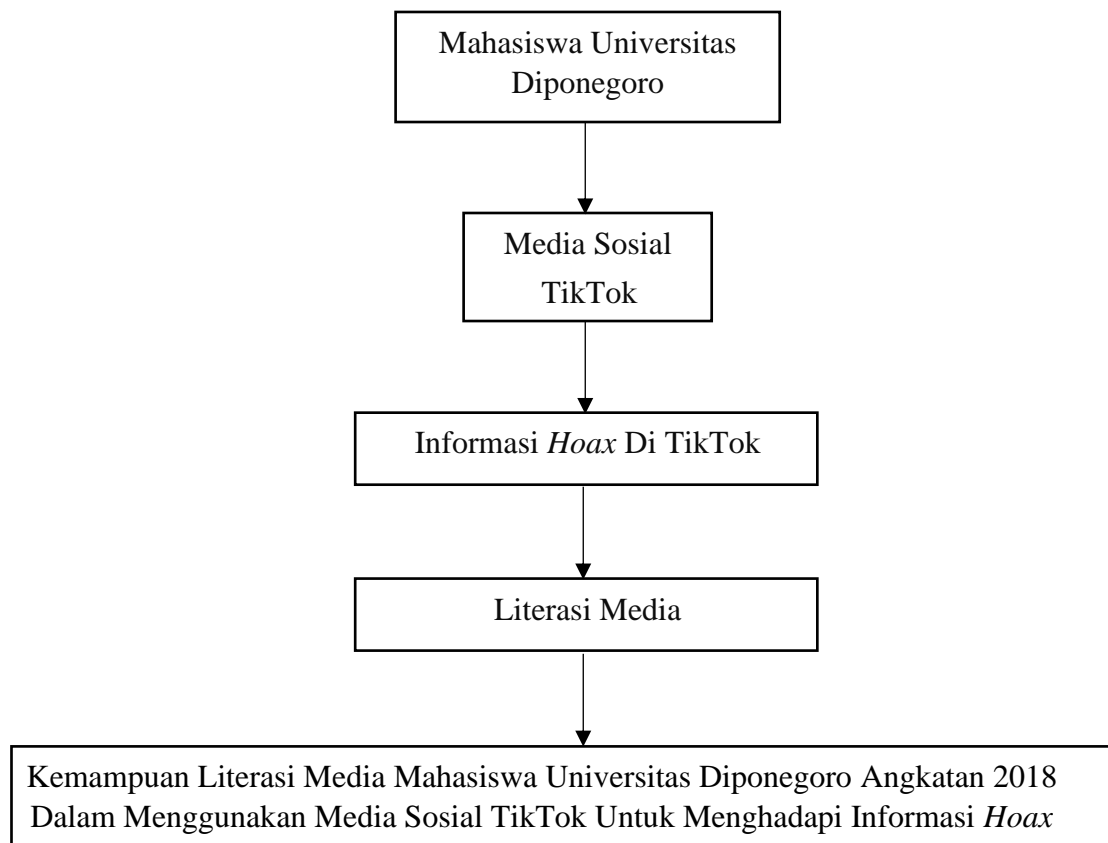 Mahasiswa Universitas
Diponegoro
Media Sosial
TikTok
Informasi Hoax Di TikTok
Literasi Media
Kemampuan Literasi Media Mahasiswa Universitas Diponegoro Angkatan 2018
Dalam Menggunakan Media Sosial TikTok Untuk Menghadapi Informasi Hoax